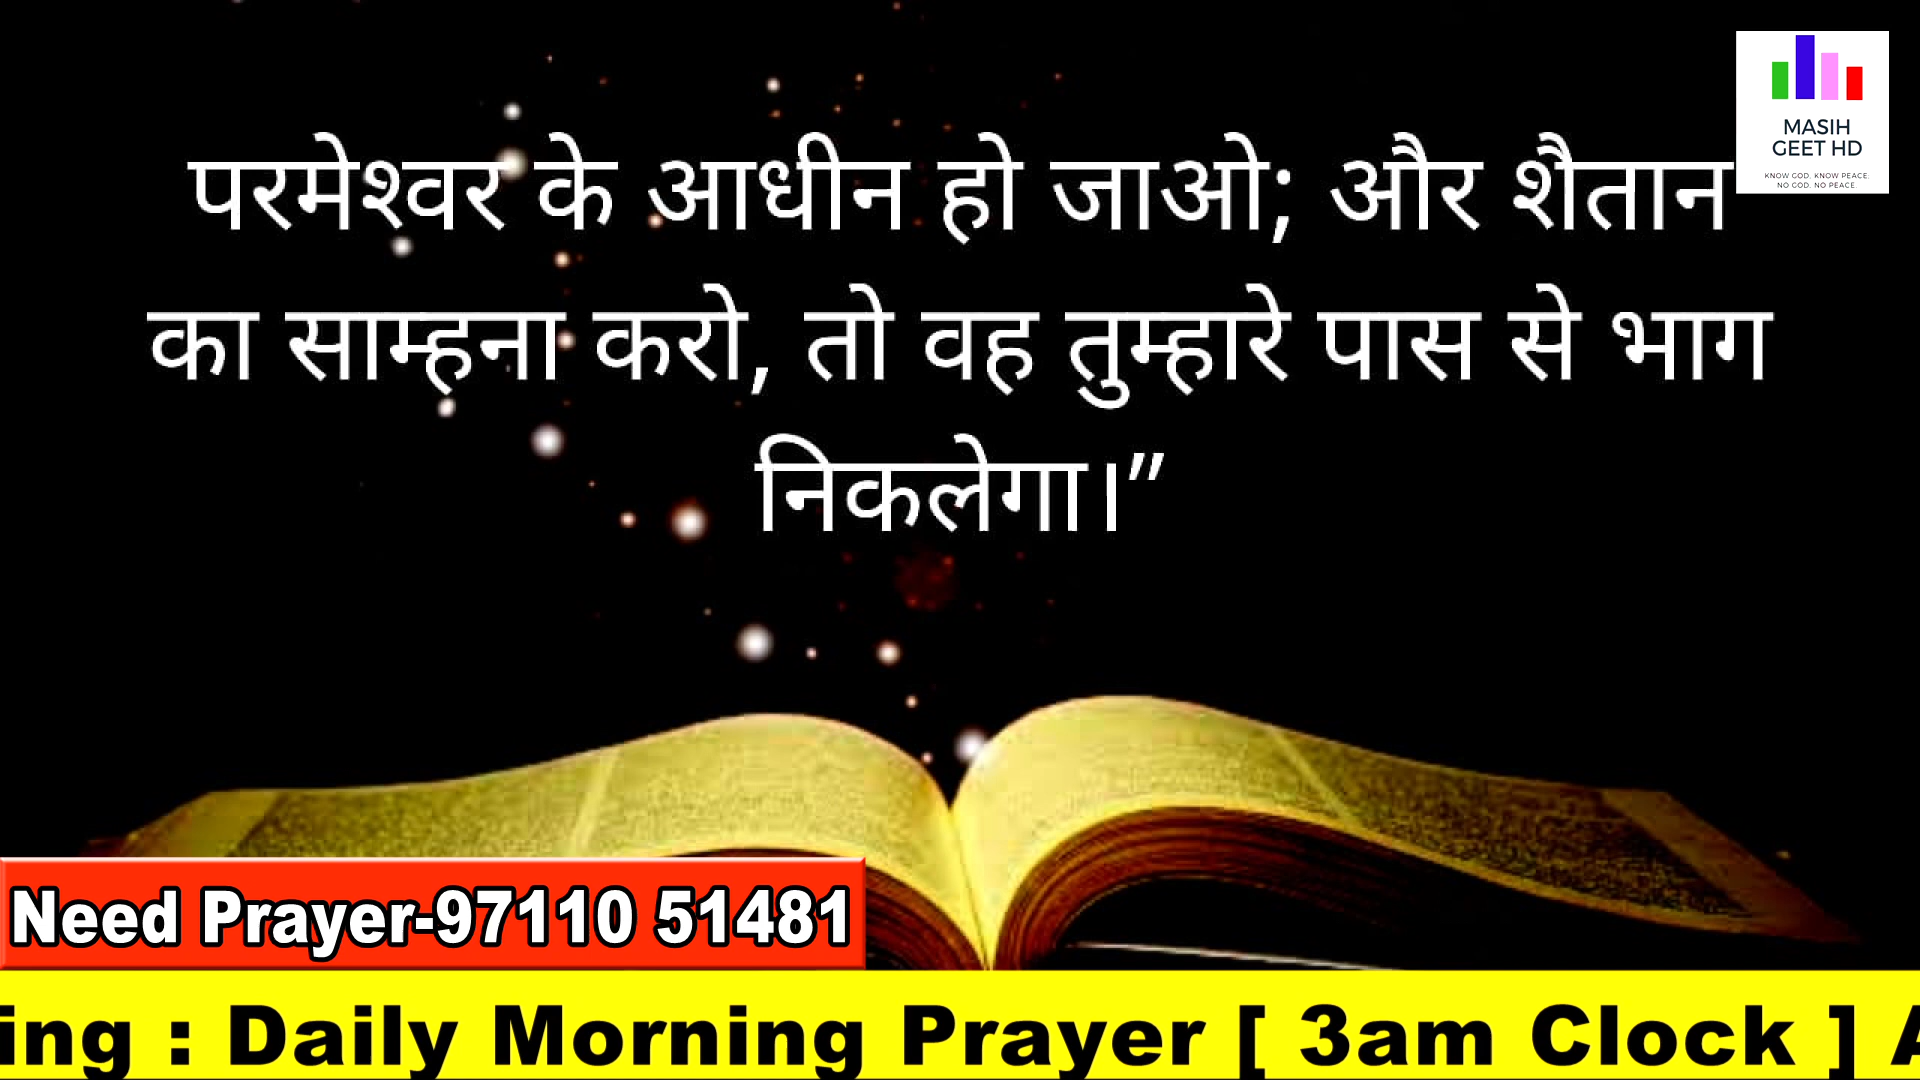 MASIH
GEET HD
KNOW GOD. KNOW PEACE.
NO GOD. NO PEACE.
परमेश्वर के आधीन हो जाओ; और शैतान
का साम्हना करो, तो वह तुम्हारे पास से भाग
निकलेगा।”
Need Prayer-97110 51481
ing : Daily Morning Prayer [ 3am Clock ] A